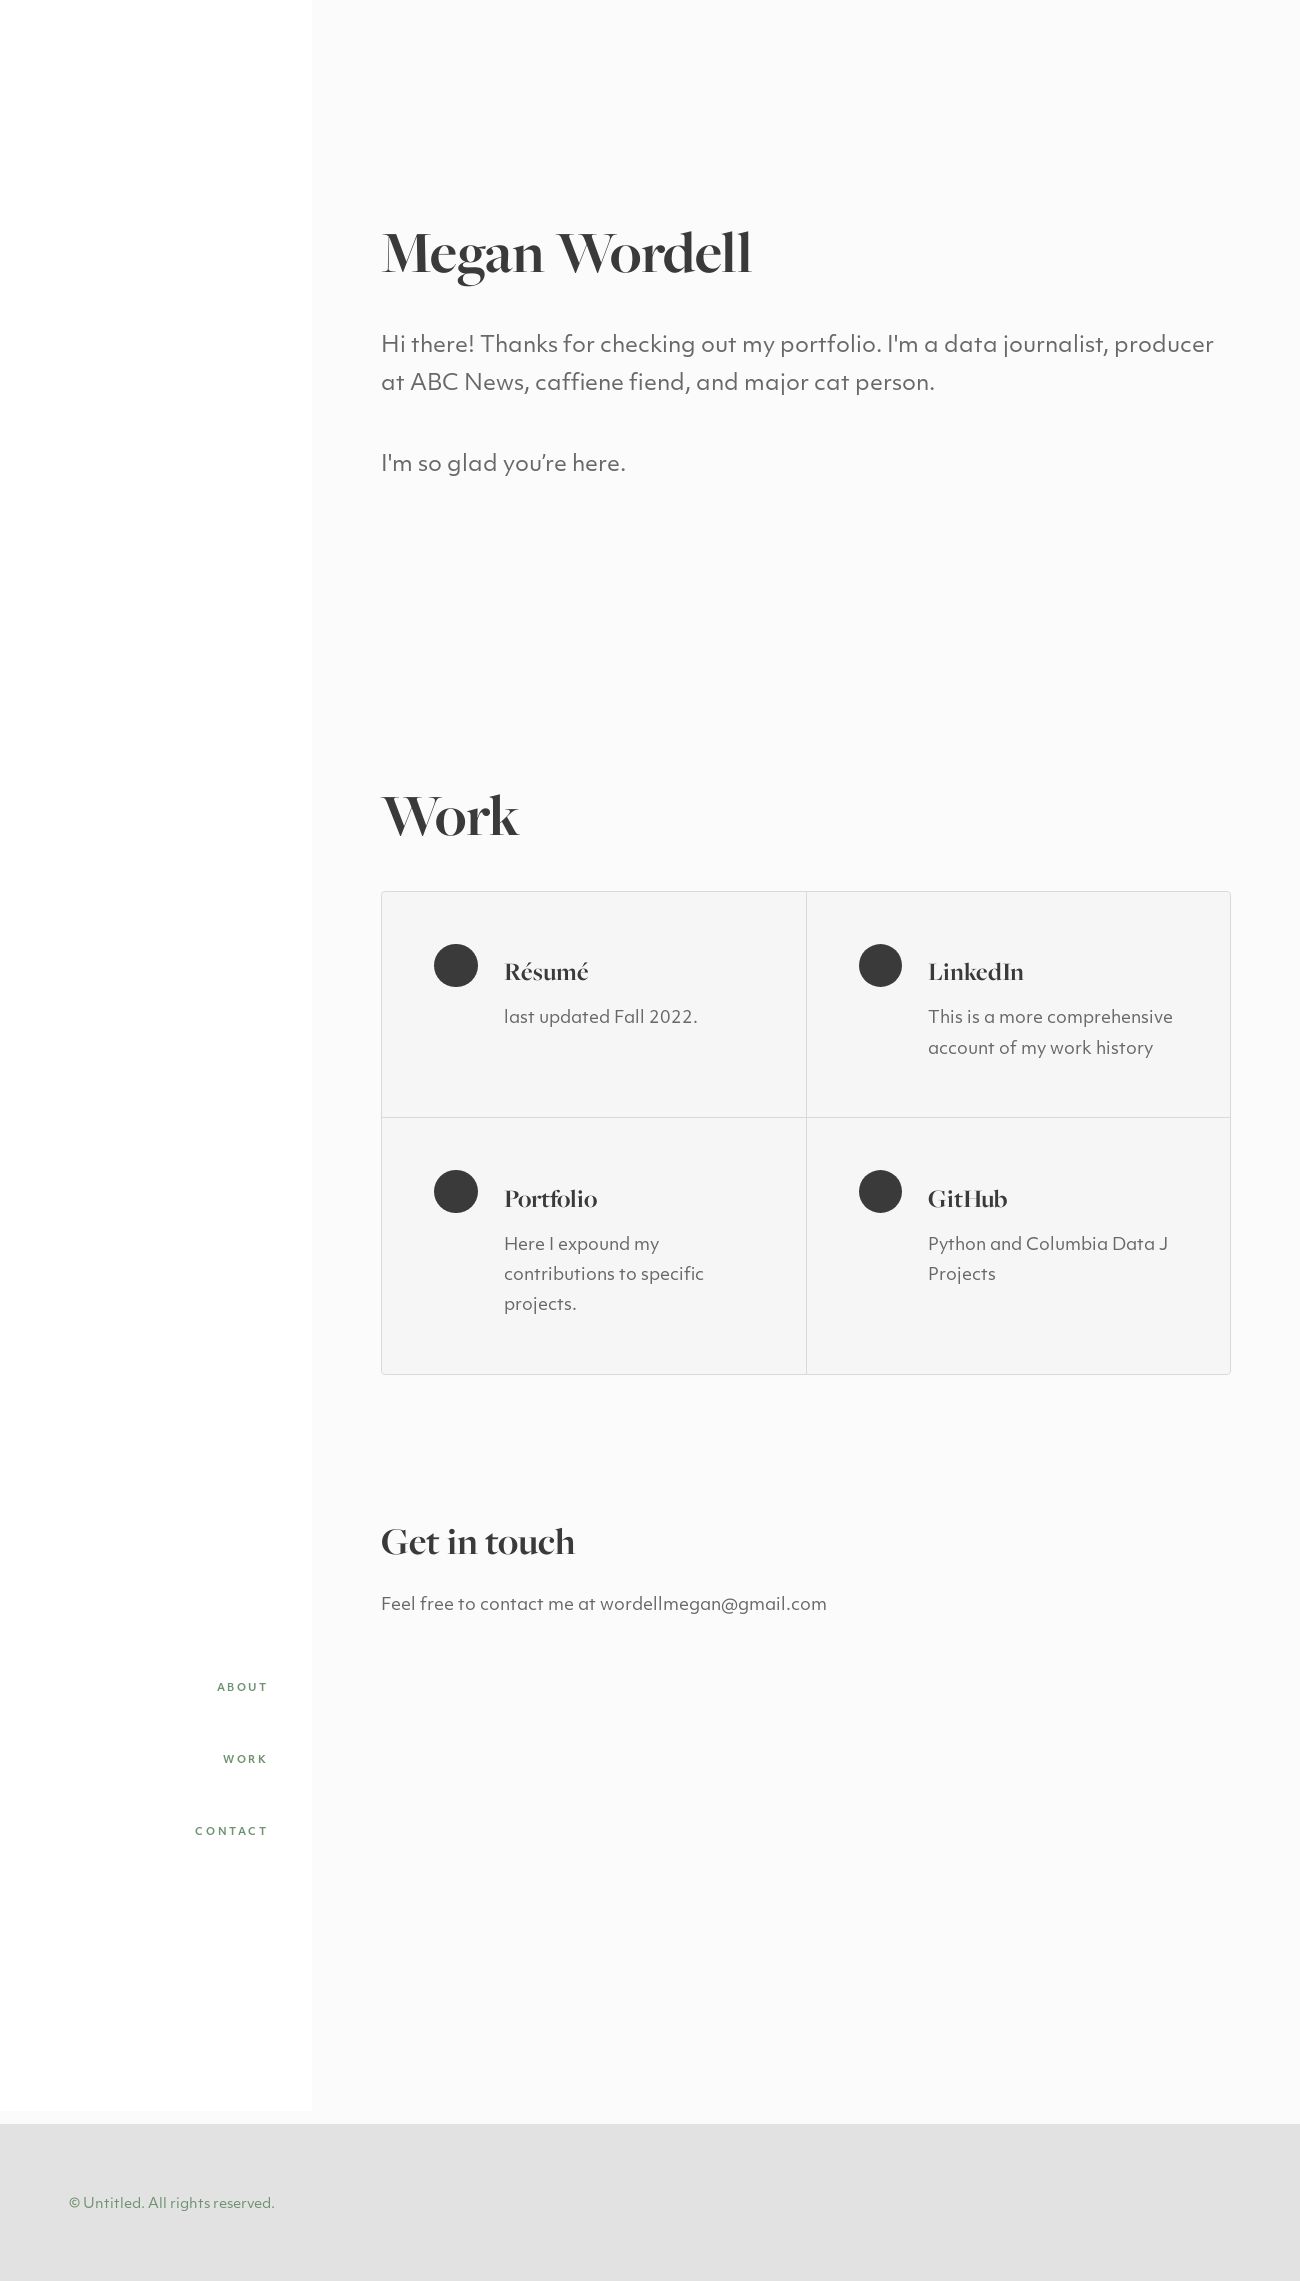 Megan Wordell
Hi there! Thanks for checking out my portfolio. I'm a data journalist, producer
at ABC News, caffiene fiend, and major cat person.
I'm so glad you’re here.
Work
Résumé
last updated Fall 2022.
LinkedIn
This is a more comprehensive
account of my work history
Portfolio
Here I expound my
contributions to specific
projects.
GitHub
Python and Columbia Data J
Projects
Get in touch
Feel free to contact me at wordellmegan@gmail.com
ABOUT
WORK
CONTACT
© Untitled. All rights reserved.